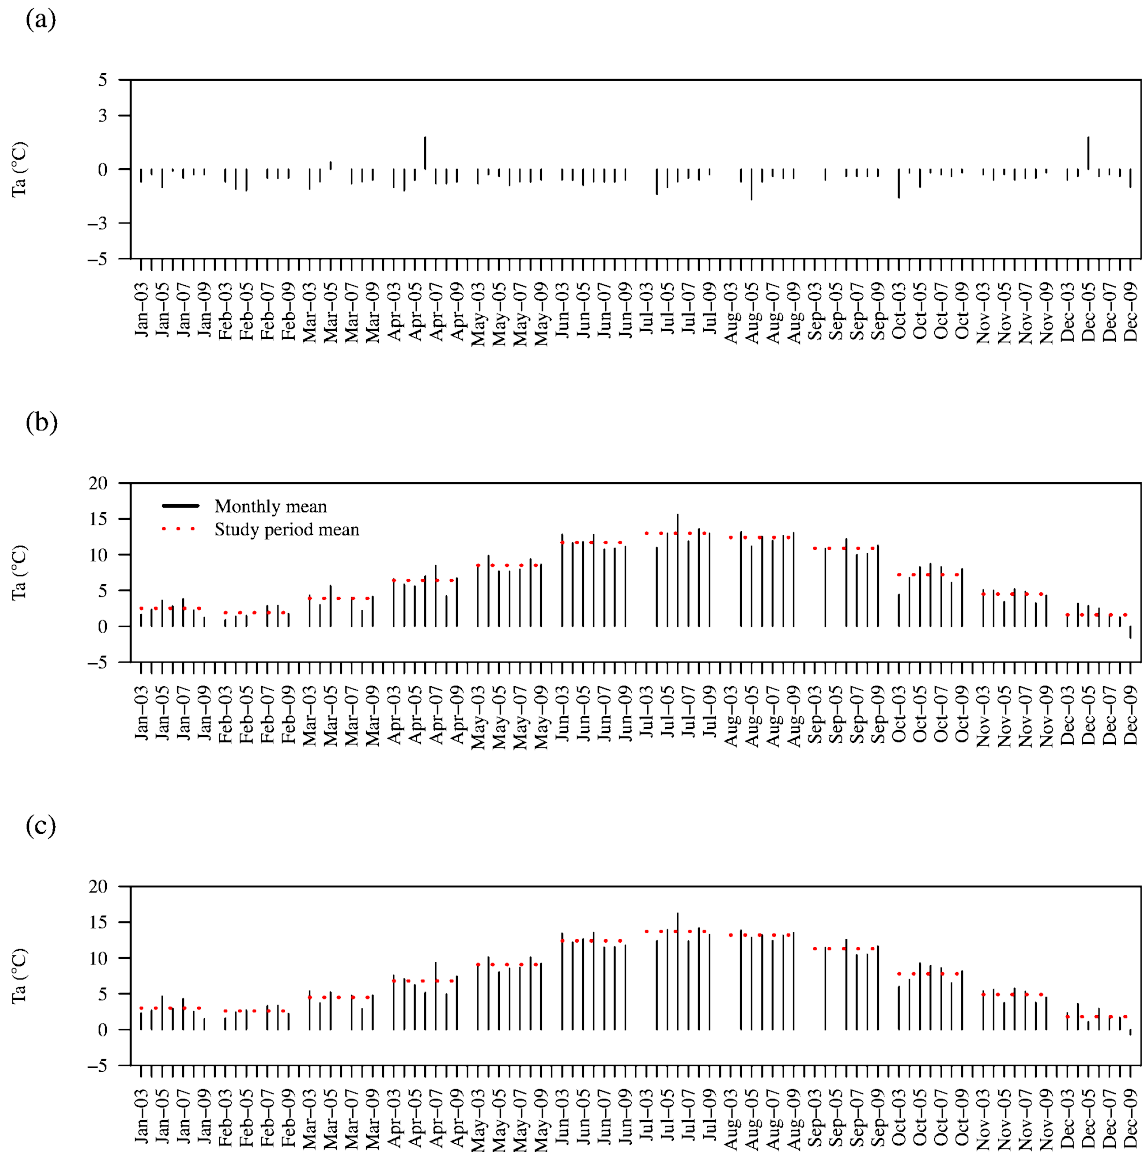 (a)
Ta (°C)
5
3
0
−3
−5
Jan−03
Jan−05
Jan−07
Jan−09
Feb−03
Feb−05
Feb−07
Feb−09
Mar−03
Mar−05
Mar−07
Mar−09
Apr−03
Apr−05
Apr−07
Apr−09
May−03
May−05
May−07
May−09
Jun−03
Jun−05
Jun−07
Jun−09
Jul−03
Jul−05
Jul−07
Jul−09
Aug−03
Aug−05
Aug−07
Aug−09
Sep−03
Sep−05
Sep−07
Sep−09
Oct−03
Oct−05
Oct−07
Oct−09
Nov−03
Nov−05
Nov−07
Nov−09
Dec−03
Dec−05
Dec−07
Dec−09
(b)
Ta (°C)
20
15
10
5
0
−5
Monthly mean
Study period mean
Jan−03
Jan−05
Jan−07
Jan−09
Feb−03
Feb−05
Feb−07
Feb−09
Mar−03
Mar−05
Mar−07
Mar−09
Apr−03
Apr−05
Apr−07
Apr−09
May−03
May−05
May−07
May−09
Jun−03
Jun−05
Jun−07
Jun−09
Jul−03
Jul−05
Jul−07
Jul−09
Aug−03
Aug−05
Aug−07
Aug−09
Sep−03
Sep−05
Sep−07
Sep−09
Oct−03
Oct−05
Oct−07
Oct−09
Nov−03
Nov−05
Nov−07
Nov−09
Dec−03
Dec−05
Dec−07
Dec−09
(c)
Ta (°C)
20
15
10
5
0
−5
Jan−03
Jan−05
Jan−07
Jan−09
Feb−03
Feb−05
Feb−07
Feb−09
Mar−03
Mar−05
Mar−07
Mar−09
Apr−03
Apr−05
Apr−07
Apr−09
May−03
May−05
May−07
May−09
Jun−03
Jun−05
Jun−07
Jun−09
Jul−03
Jul−05
Jul−07
Jul−09
Aug−03
Aug−05
Aug−07
Aug−09
Sep−03
Sep−05
Sep−07
Sep−09
Oct−03
Oct−05
Oct−07
Oct−09
Nov−03
Nov−05
Nov−07
Nov−09
Dec−03
Dec−05
Dec−07
Dec−09